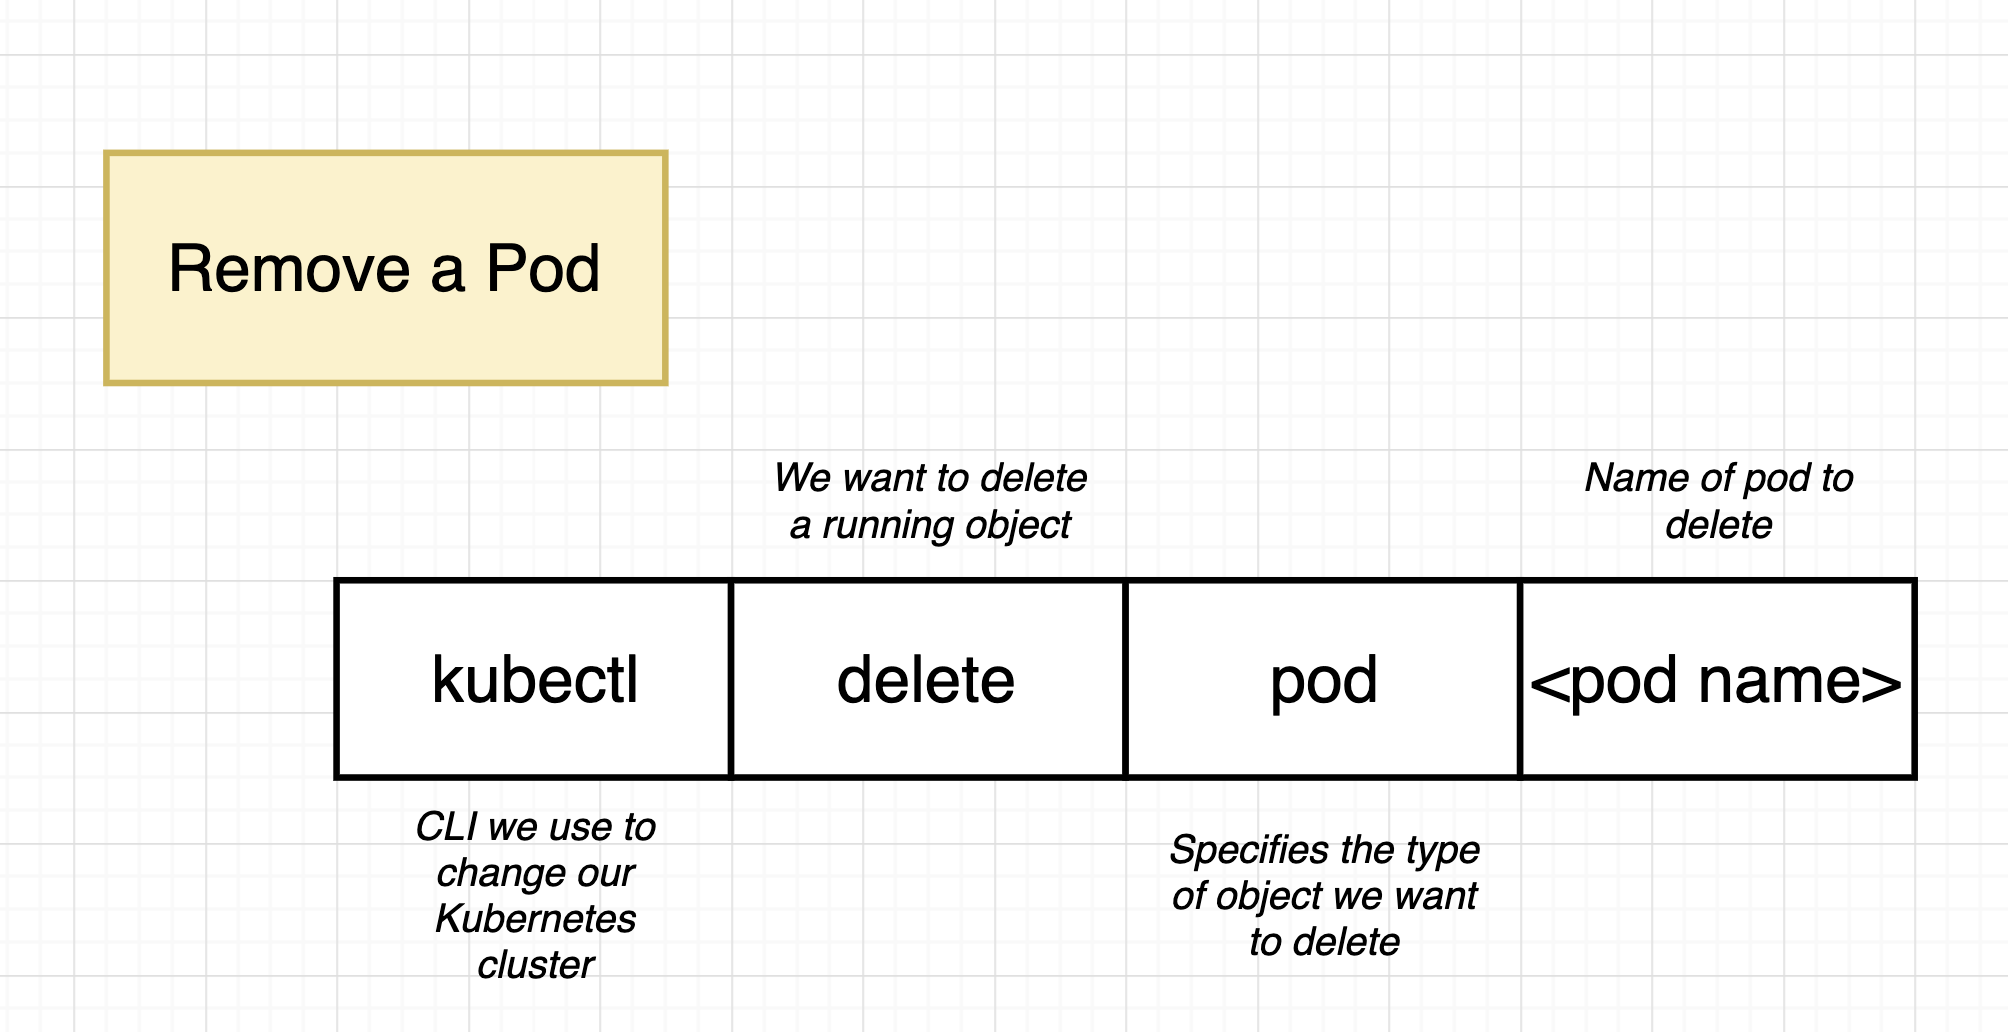 Remove a Pod
We want to delete
a running object
Name of pod to
delete
kubectl
delete
pod
<pod name>
CLI we use to
change our
Kubernetes
cluster
Specifies the type
of object we want
to delete